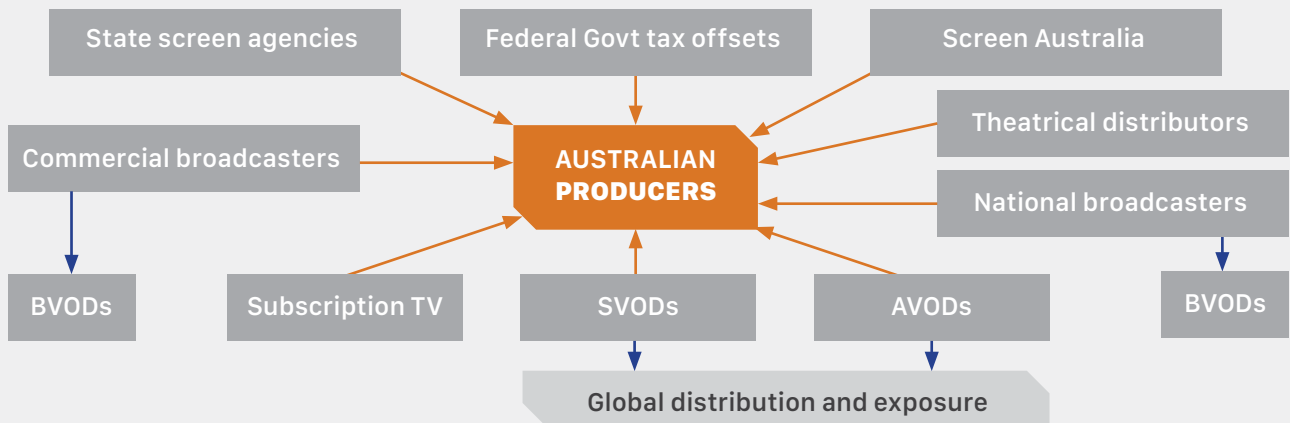 State screen agencies
Federal Govt tax offsets
Screen Australia
Commercial broadcasters
AUSTRALIAN
PRODUCERS
Theatrical distributors
National broadcasters
BVODs
Subscription TV
SVODs
AVODs
BVODs
Global distribution and exposure